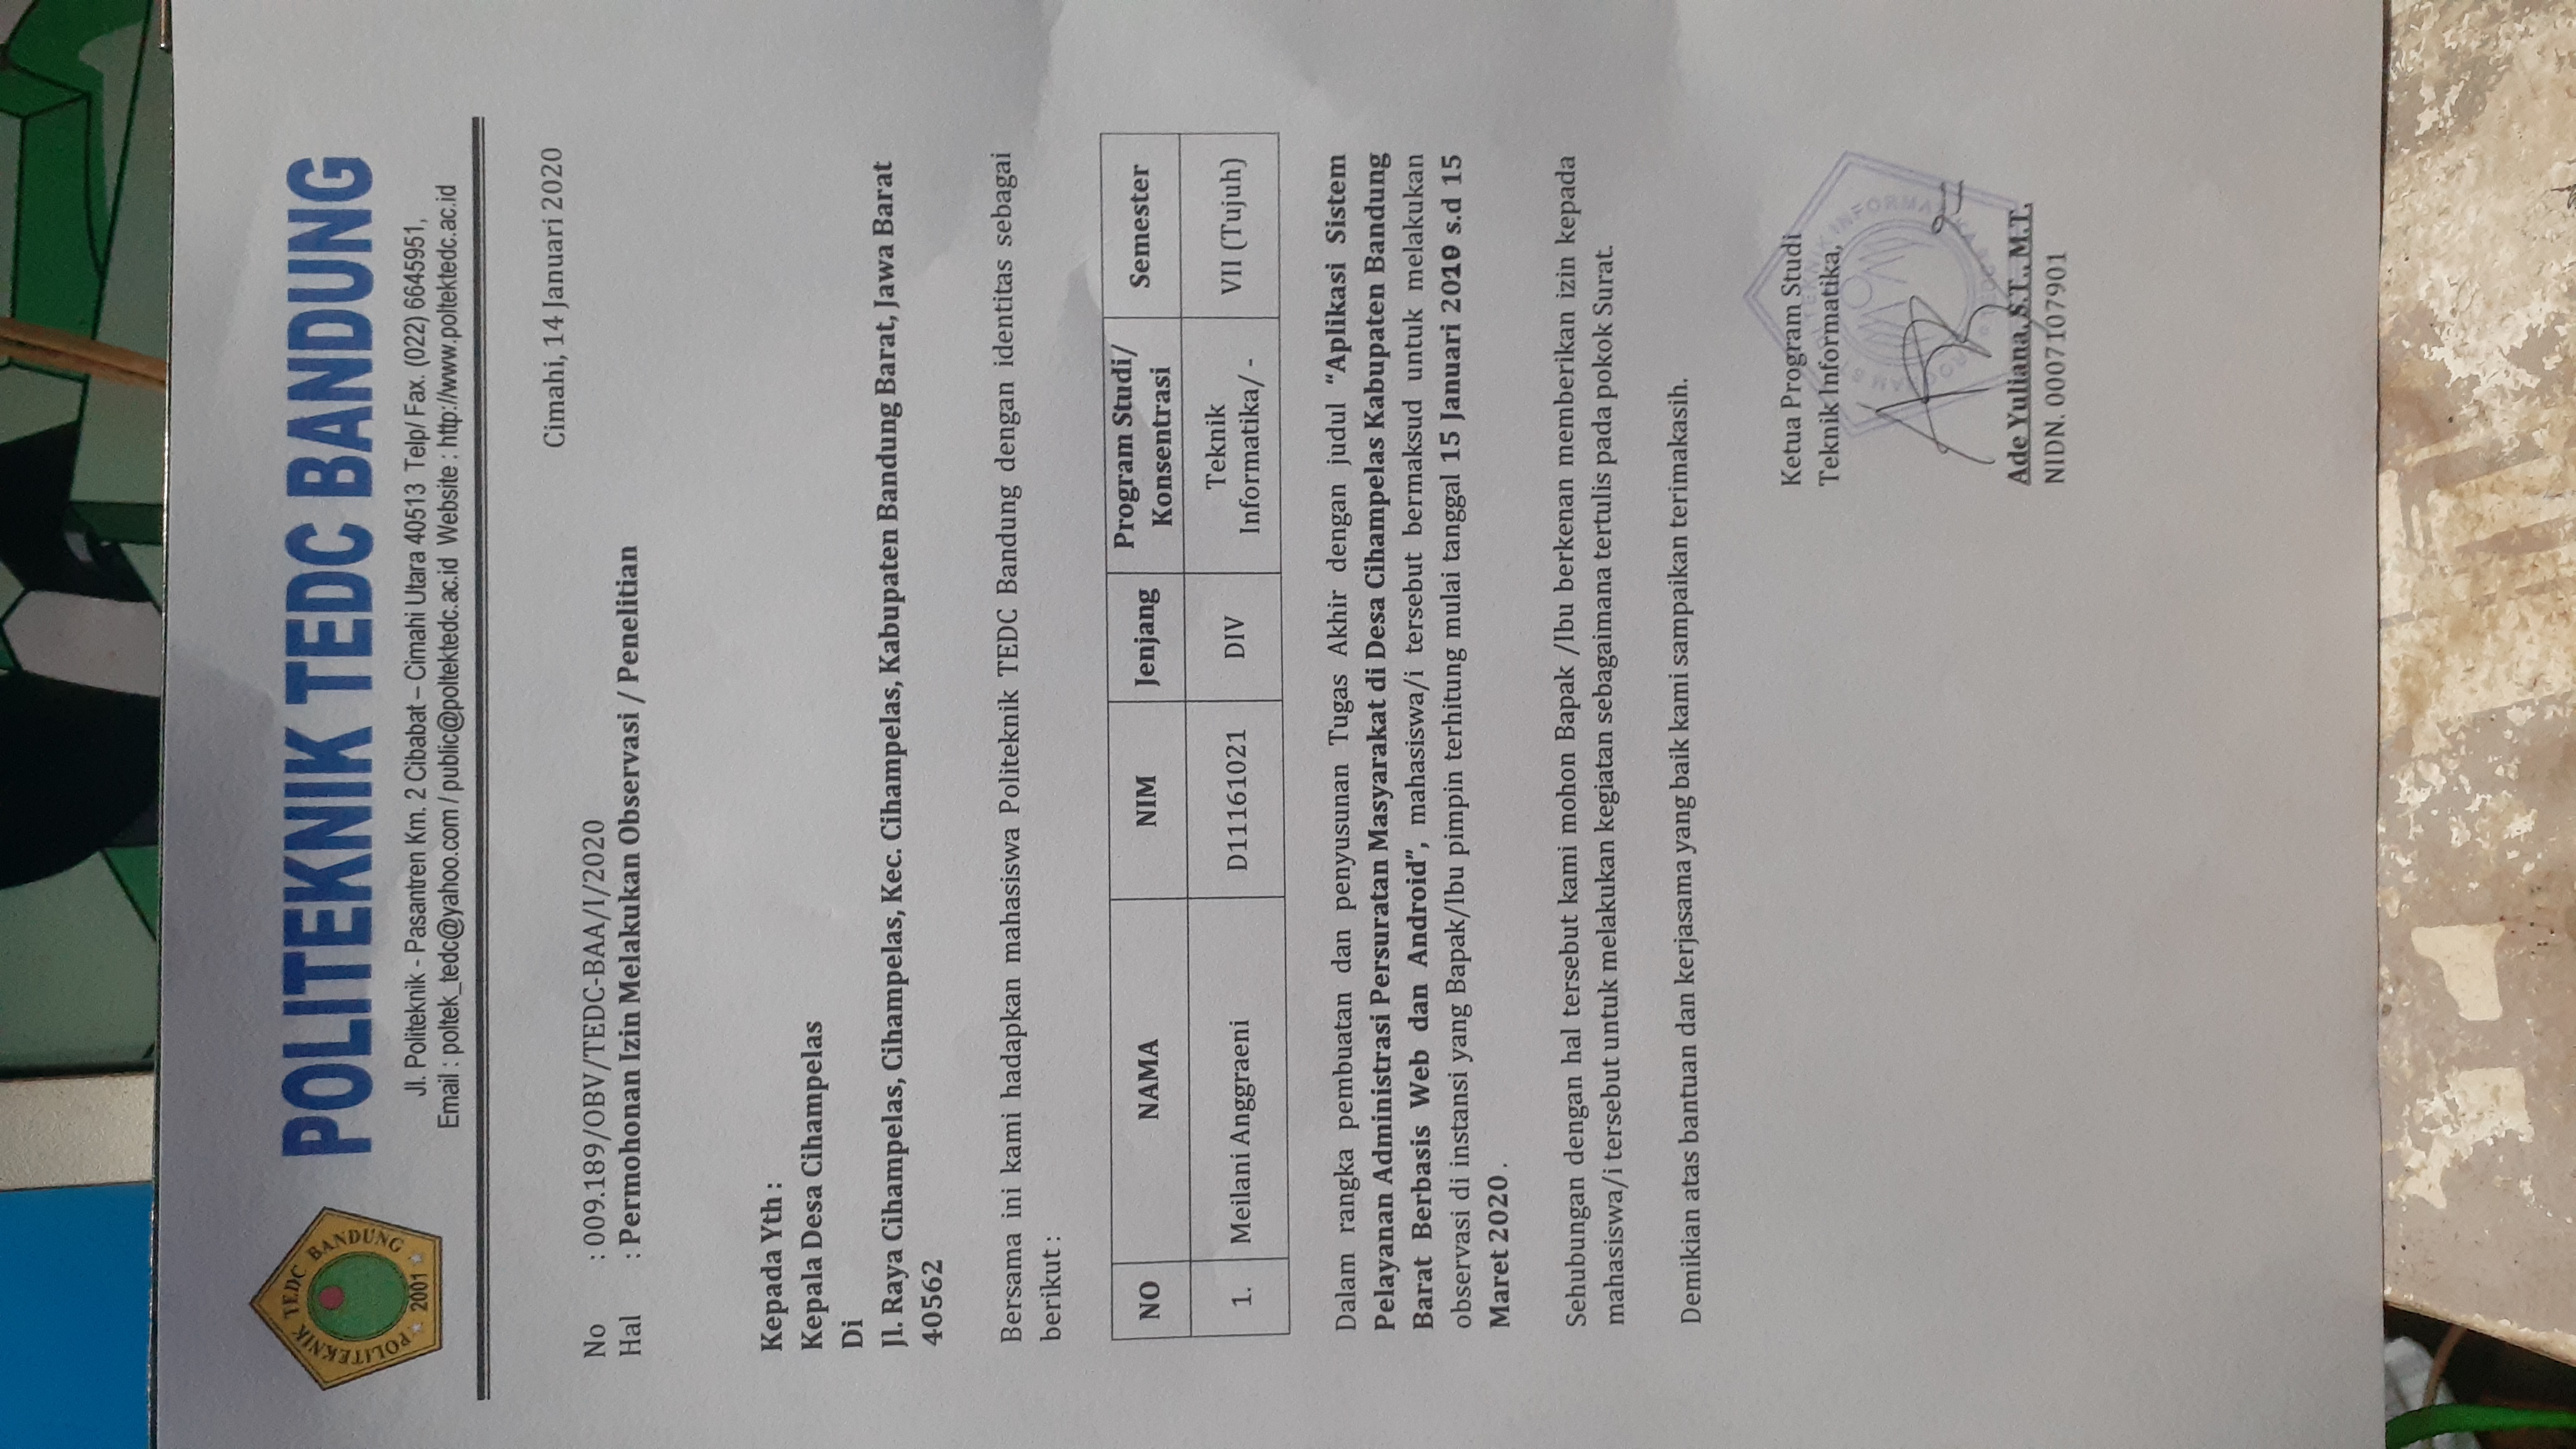 POLITEKNIK TEDC BANDUNG
2001
POLITEKNIK TEDC BANDUNG
Jl. Politeknik - Pasantren Km. 2 Cibabat – Cimahi Utara 40513 Telp/ Fax. (022) 6645951,
Email : poltek_tedc@yahoo.com / public@poltektedc.ac.id Website : http://www.poltektedc.ac.id
Cimahi, 14 Januari 2020
No : 009.189/OBV/TEDC-BAA/I/2020
Hal : Permohonan Izin Melakukan Observasi / Penelitian
Kepada Yth :
Kepala Desa Cihampelas
Di
Jl. Raya Cihampelas, Cihampelas, Kec. Cihampelas, Kabupaten Bandung Barat, Jawa Barat
40562
Bersama ini kami hadapkan mahasiswa Politeknik TEDC Bandung dengan identitas sebagai
berikut :
NO NAMA NIM Jenjang Program Studi/ Konsentrasi Semester
1. Meilani Anggraeni D11161021 DIV Teknik Informatika/ - VII (Tujuh)
Dalam rangka pembuatan dan penyusunan Tugas Akhir dengan judul “Aplikasi Sistem
Pelayanan Administrasi Persuratan Masyarakat di Desa Cihampelas Kabupaten Bandung
Barat Berbasis Web dan Android”, mahasiswa/i tersebut bermaksud untuk melakukan
observasi di instansi yang Bapak/Ibu pimpin terhitung mulai tanggal 15 Januari s.d 15
Maret 2020 .
Sehubungan dengan hal tersebut kami mohon Bapak /Ibu berkenan memberikan izin kepada
mahasiswa/i tersebut untuk melakukan kegiatan sebagaimana tertulis pada pokok Surat.
Demikian atas bantuan dan kerjasama yang baik kami sampaikan terimakasih.
Ketua Program Studi
Teknik Informatika,
Ade Yuliana, S.T., M.T.
NIDN. 0007107901